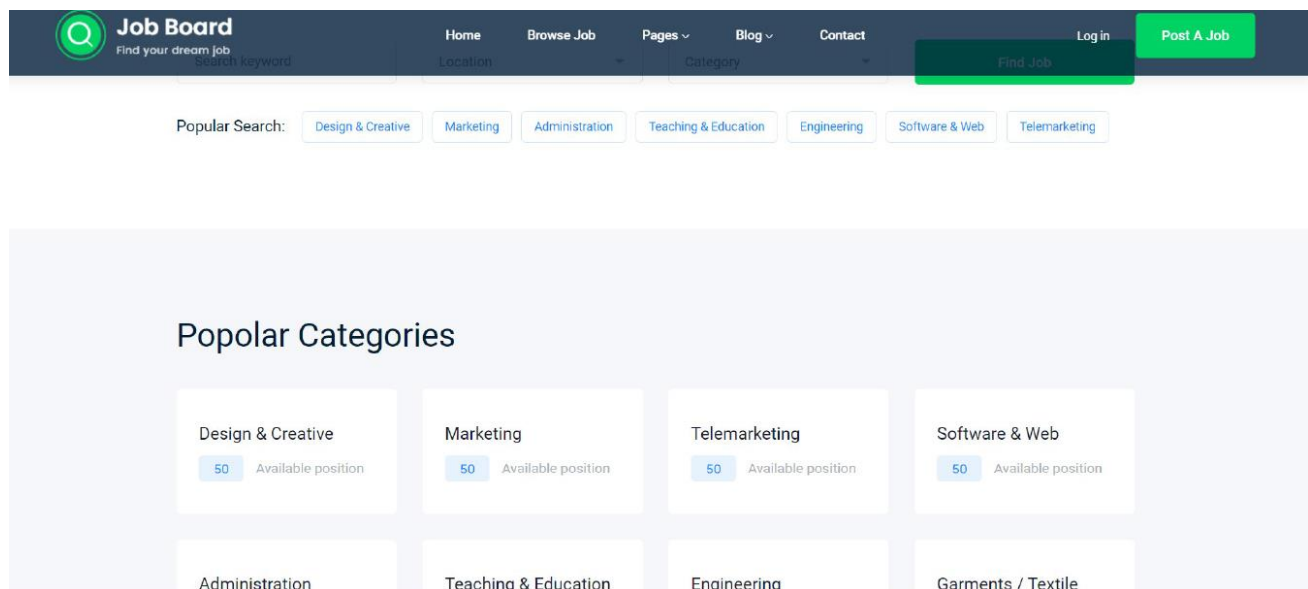 Job Board
Find your dream job
Home Browse Job Pages Blog Contact Log in Post A Job
Search keyword Location Category Find Job
Popular Search: Design & Creative Marketing Administration Teaching & Education Engineering Software & Web Telemarketing
Popolar Categories
Design & Creative Marketing Telemarketing Software & Web
50 Available position 50 Available position 50 Available position 50 Available position
Administration Teaching & Education Engineering Garments / Textile